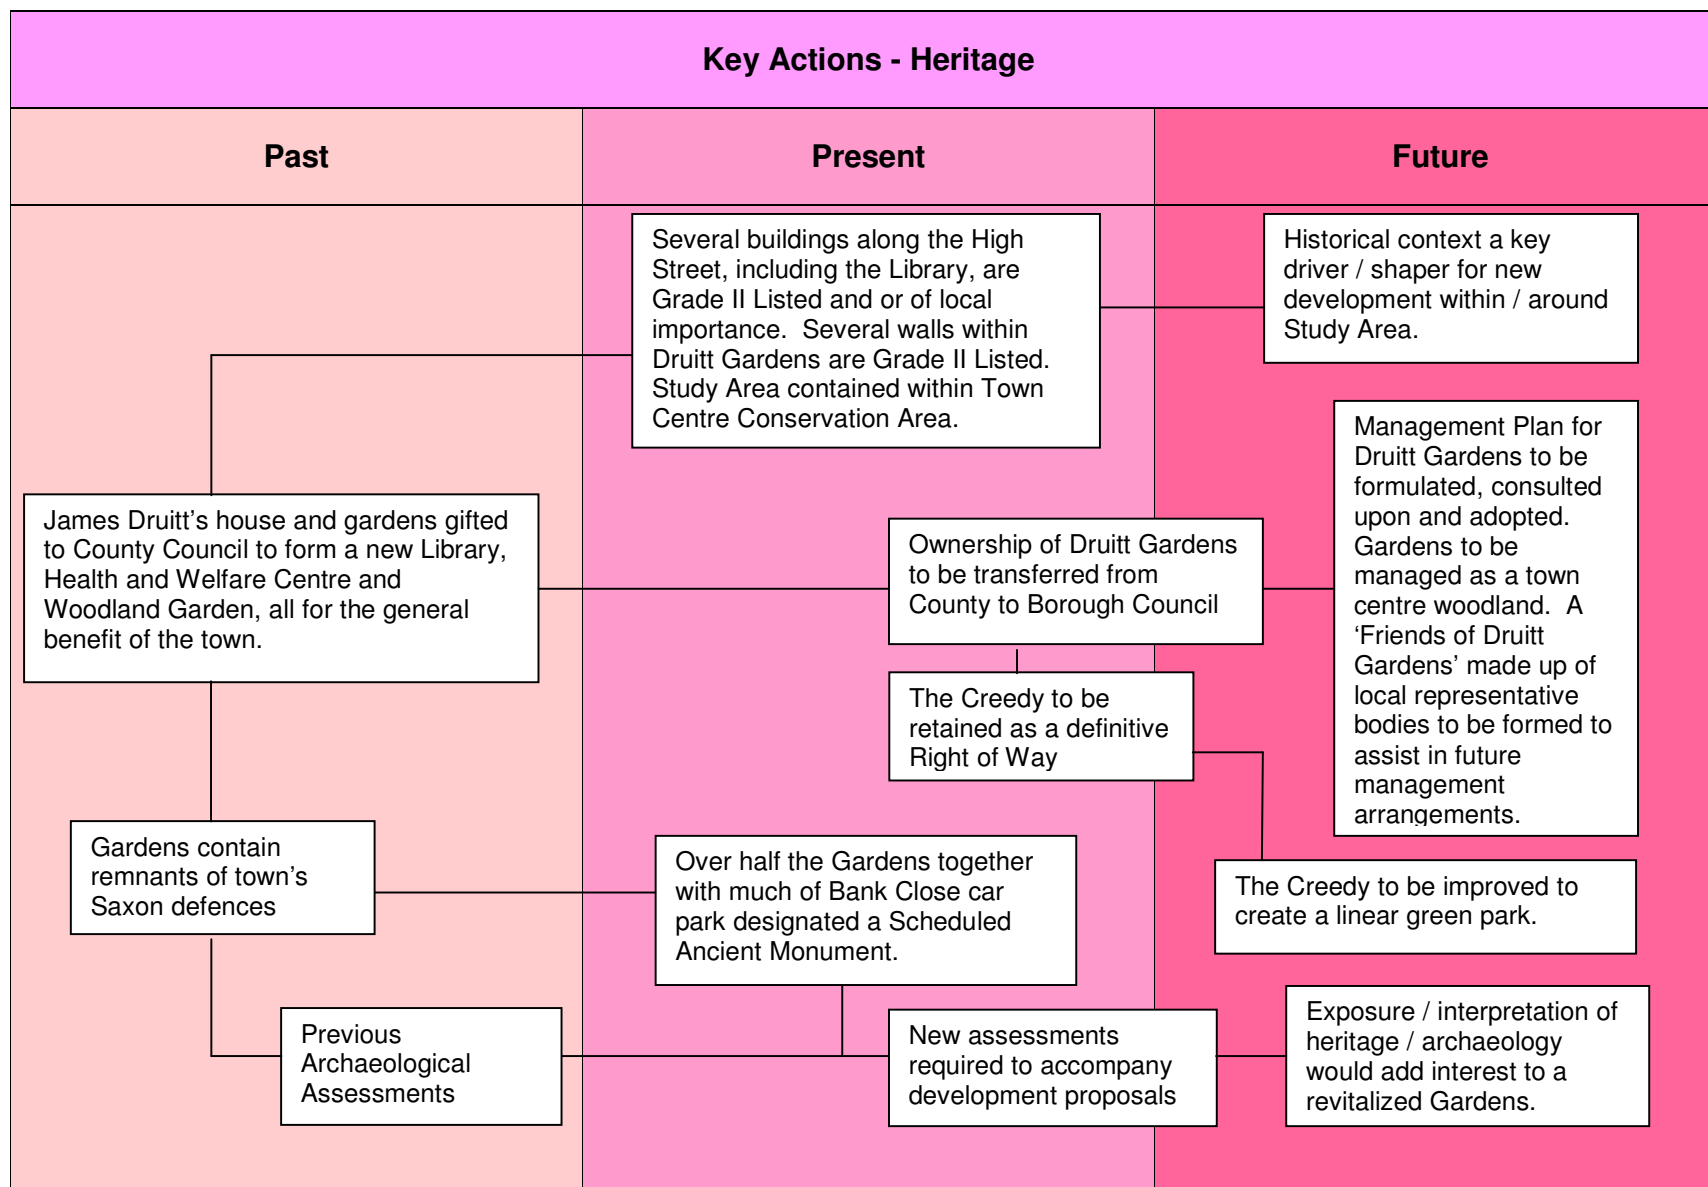 Key Actions - Heritage
Past
Present
Future
Several buildings along the High
Street, including the Library, are
Grade II Listed and or of local
importance.  Several walls within
Druitt Gardens are Grade II Listed.
Study Area contained within Town
Centre Conservation Area.
Historical context a key
driver / shaper for new
development within / around
Study Area.
Management Plan for
Druitt Gardens to be
formulated, consulted
upon and adopted.
Gardens to be
managed as a town
centre woodland.  A
‘Friends of Druitt
Gardens’ made up of
local representative
bodies to be formed to
assist in future
management
arrangements.
James Druitt’s house and gardens gifted
to County Council to form a new Library,
Health and Welfare Centre and
Woodland Garden, all for the general
benefit of the town.
Ownership of Druitt Gardens
to be transferred from
County to Borough Council
The Creedy to be
retained as a definitive
Right of Way
Gardens contain
remnants of town’s
Saxon defences
Over half the Gardens together
with much of Bank Close car
park designated a Scheduled
Ancient Monument.
The Creedy to be improved to
create a linear green park.
Previous
Archaeological
Assessments
New assessments
required to accompany
development proposals
Exposure / interpretation of
heritage / archaeology
would add interest to a
revitalized Gardens.